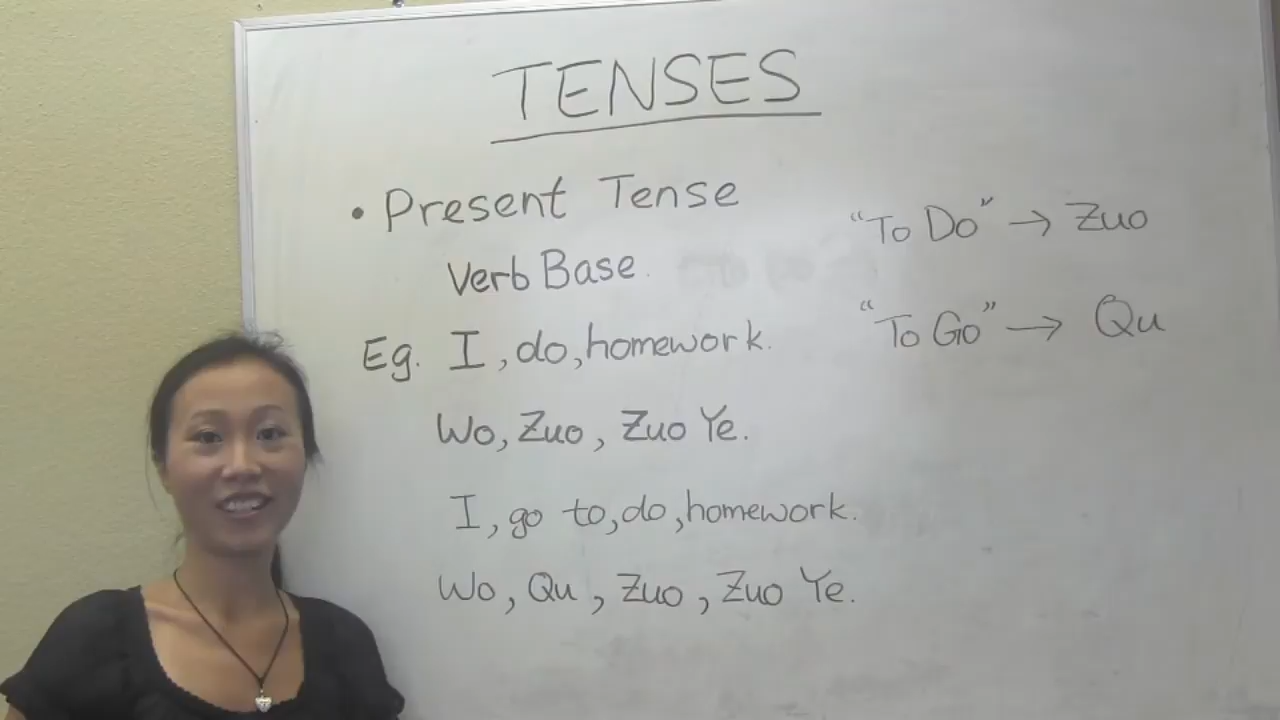 TENSES
• Present Tense
Verb Base.
Eg. I, do, homework.
Wo, Zuo, Zuo Ye.
I, go to, do, homework.
Wo, Qu, Zuo, Zuo Ye.
"To Do" → Zuo
"To Go" → Qu